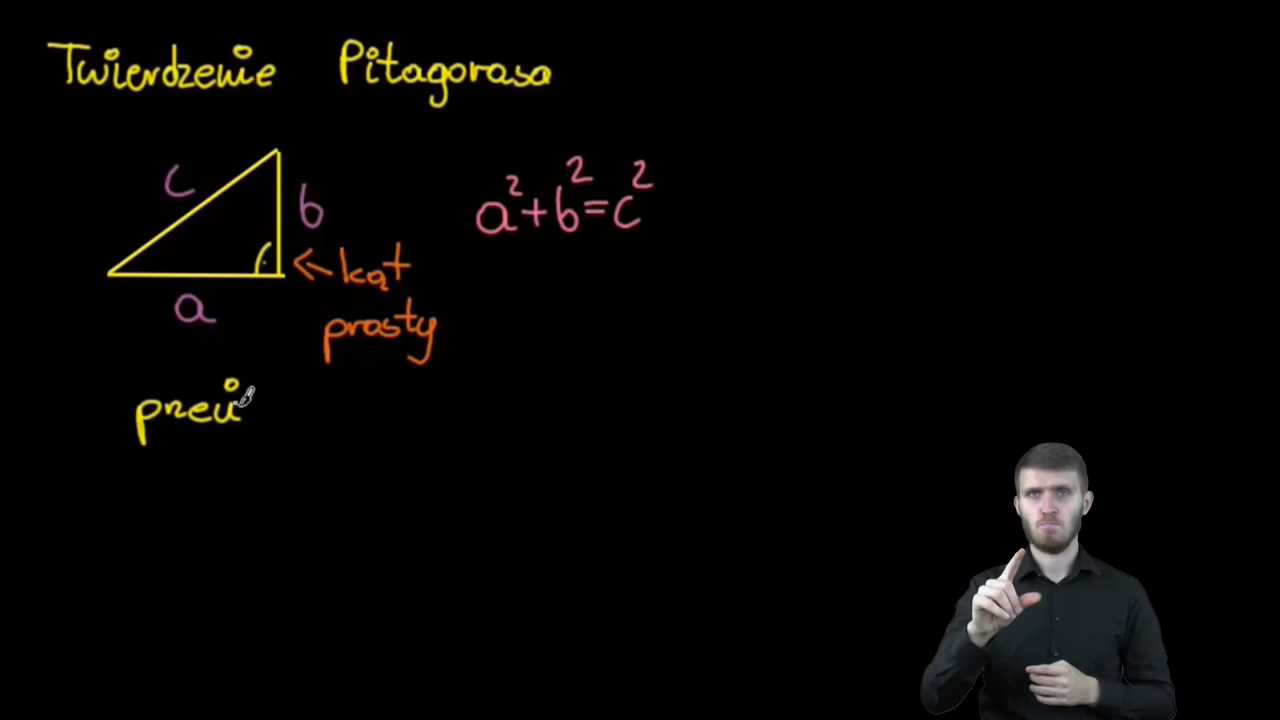 Twierdzenie Pitagorasa
c
b
a
a²+b²=c²
← kąt
prosty